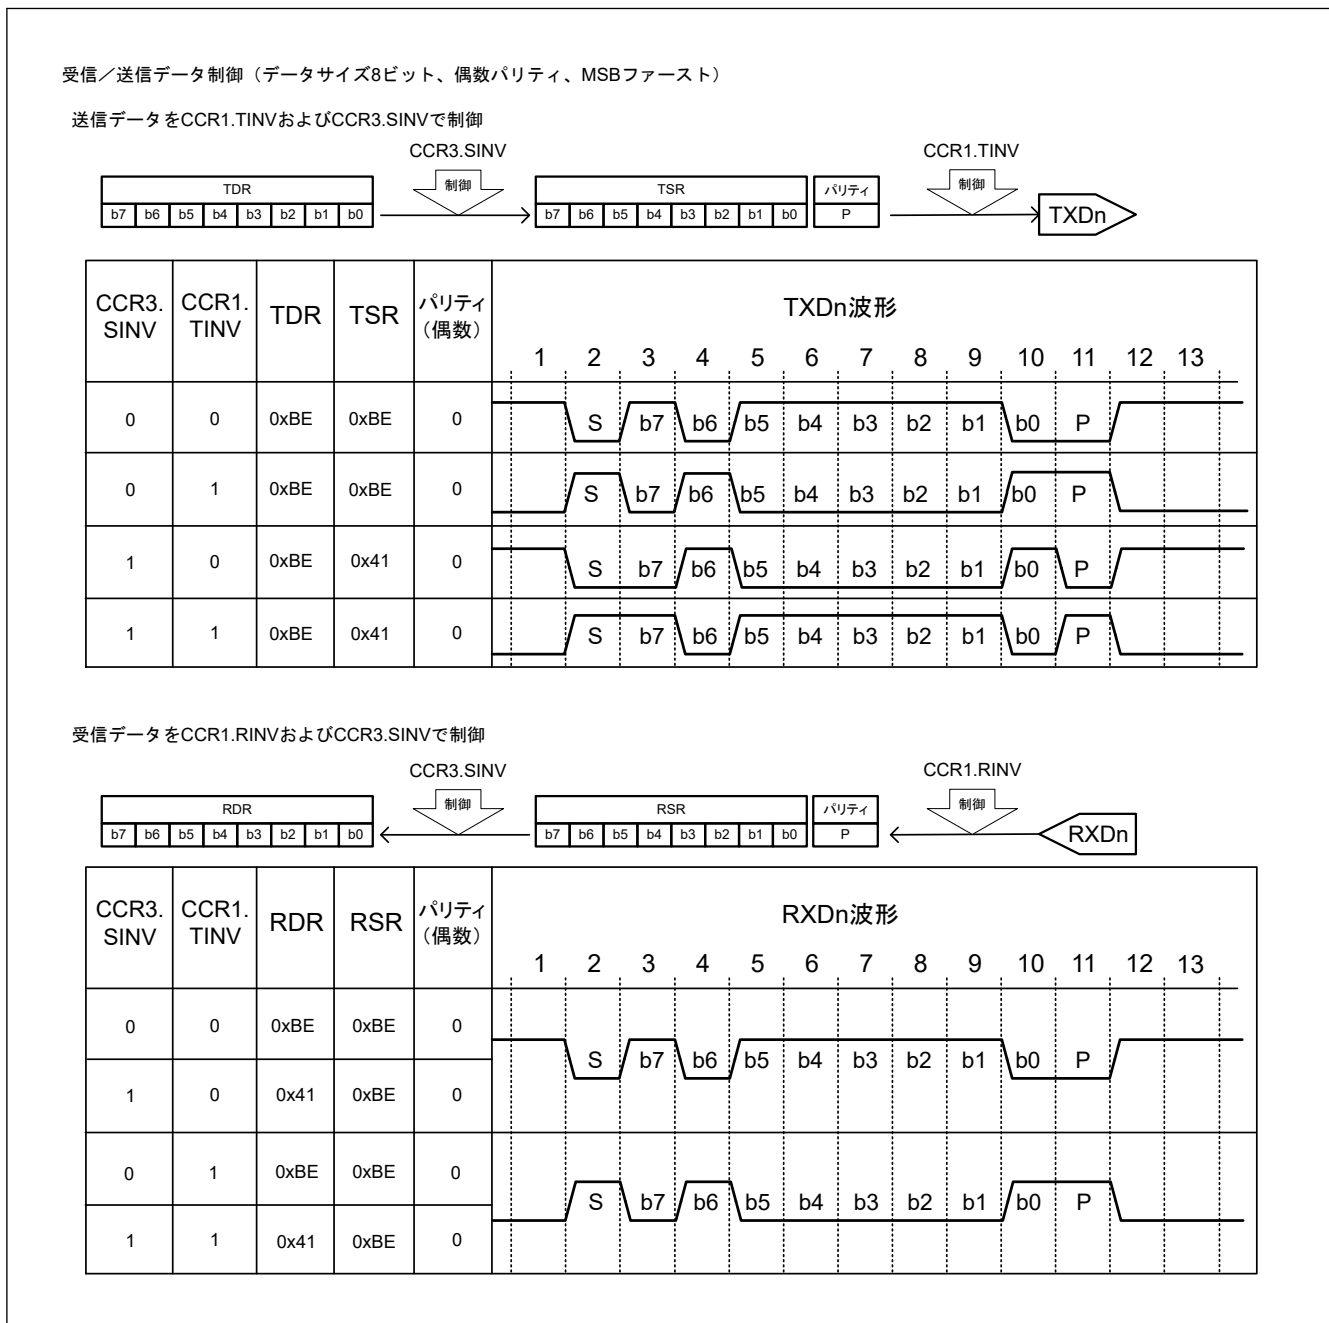 受信／送信データ制御（データサイズ8ビット、偶数パリティ、MSBファースト）
送信データをCCR1.TINVおよびCCR3.SINVで制御
CCR3.SINV CCR1.TINV
TDR 制御 TSR パリティ 制御
b7 b6 b5 b4 b3 b2 b1 b0 b7 b6 b5 b4 b3 b2 b1 b0 P TXDn
CCR3.SINV CCR1.TINV TDR TSR パリティ（偶数） TXDn波形
1 2 3 4 5 6 7 8 9 10 11 12 13
0 0 0xBE 0xBE 0 S b7 b6 b5 b4 b3 b2 b1 b0 P
0 1 0xBE 0xBE 0 S b7 b6 b5 b4 b3 b2 b1 b0 P
1 0 0xBE 0x41 0 S b7 b6 b5 b4 b3 b2 b1 b0 P
1 1 0xBE 0x41 0 S b7 b6 b5 b4 b3 b2 b1 b0 P
受信データをCCR1.RINVおよびCCR3.SINVで制御
CCR3.SINV CCR1.RINV
RDR 制御 RSR パリティ 制御
b7 b6 b5 b4 b3 b2 b1 b0 b7 b6 b5 b4 b3 b2 b1 b0 P RXDn
CCR3.SINV CCR1.TINV RDR RSR パリティ（偶数） RXDn波形
1 2 3 4 5 6 7 8 9 10 11 12 13
0 0 0xBE 0xBE 0
S b7 b6 b5 b4 b3 b2 b1 b0 P
1 0 0x41 0xBE 0
0 1 0xBE 0xBE 0
S b7 b6 b5 b4 b3 b2 b1 b0 P
1 1 0x41 0xBE 0